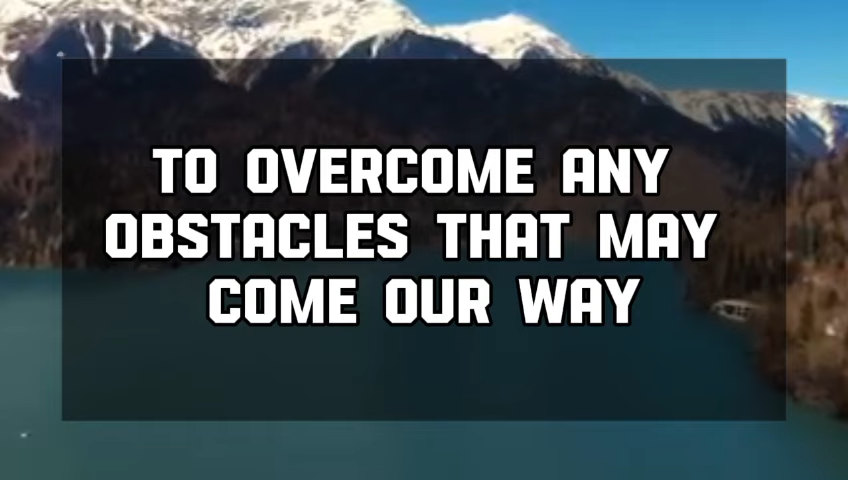 TO OVERCOME ANY
OBSTACLES THAT MAY
COME OUR WAY